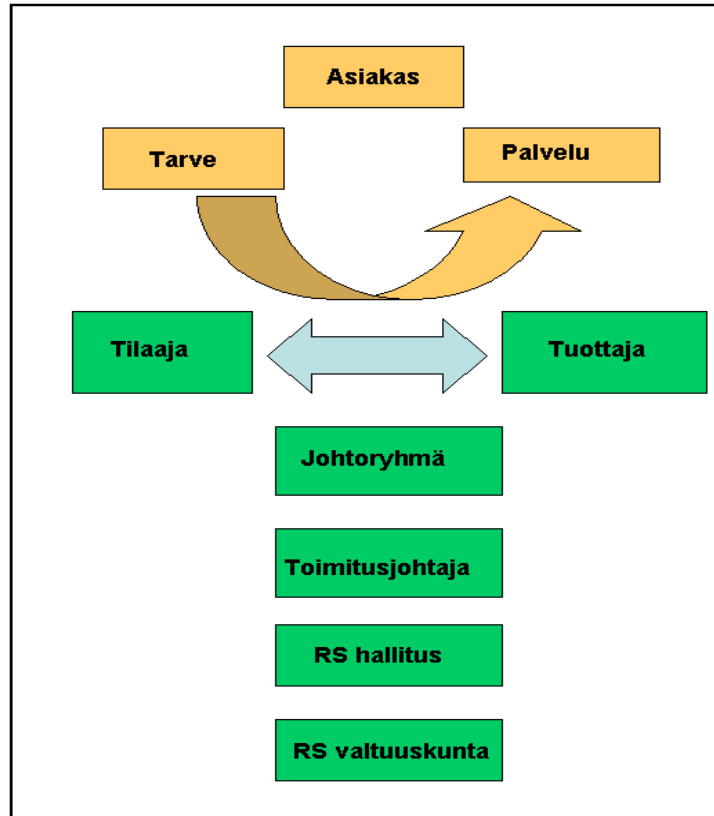 Asiakas
Tarve
Palvelu
Tilaaja
Tuottaja
Johtoryhmä
Toimitusjohtaja
RS hallitus
RS valtuuskunta